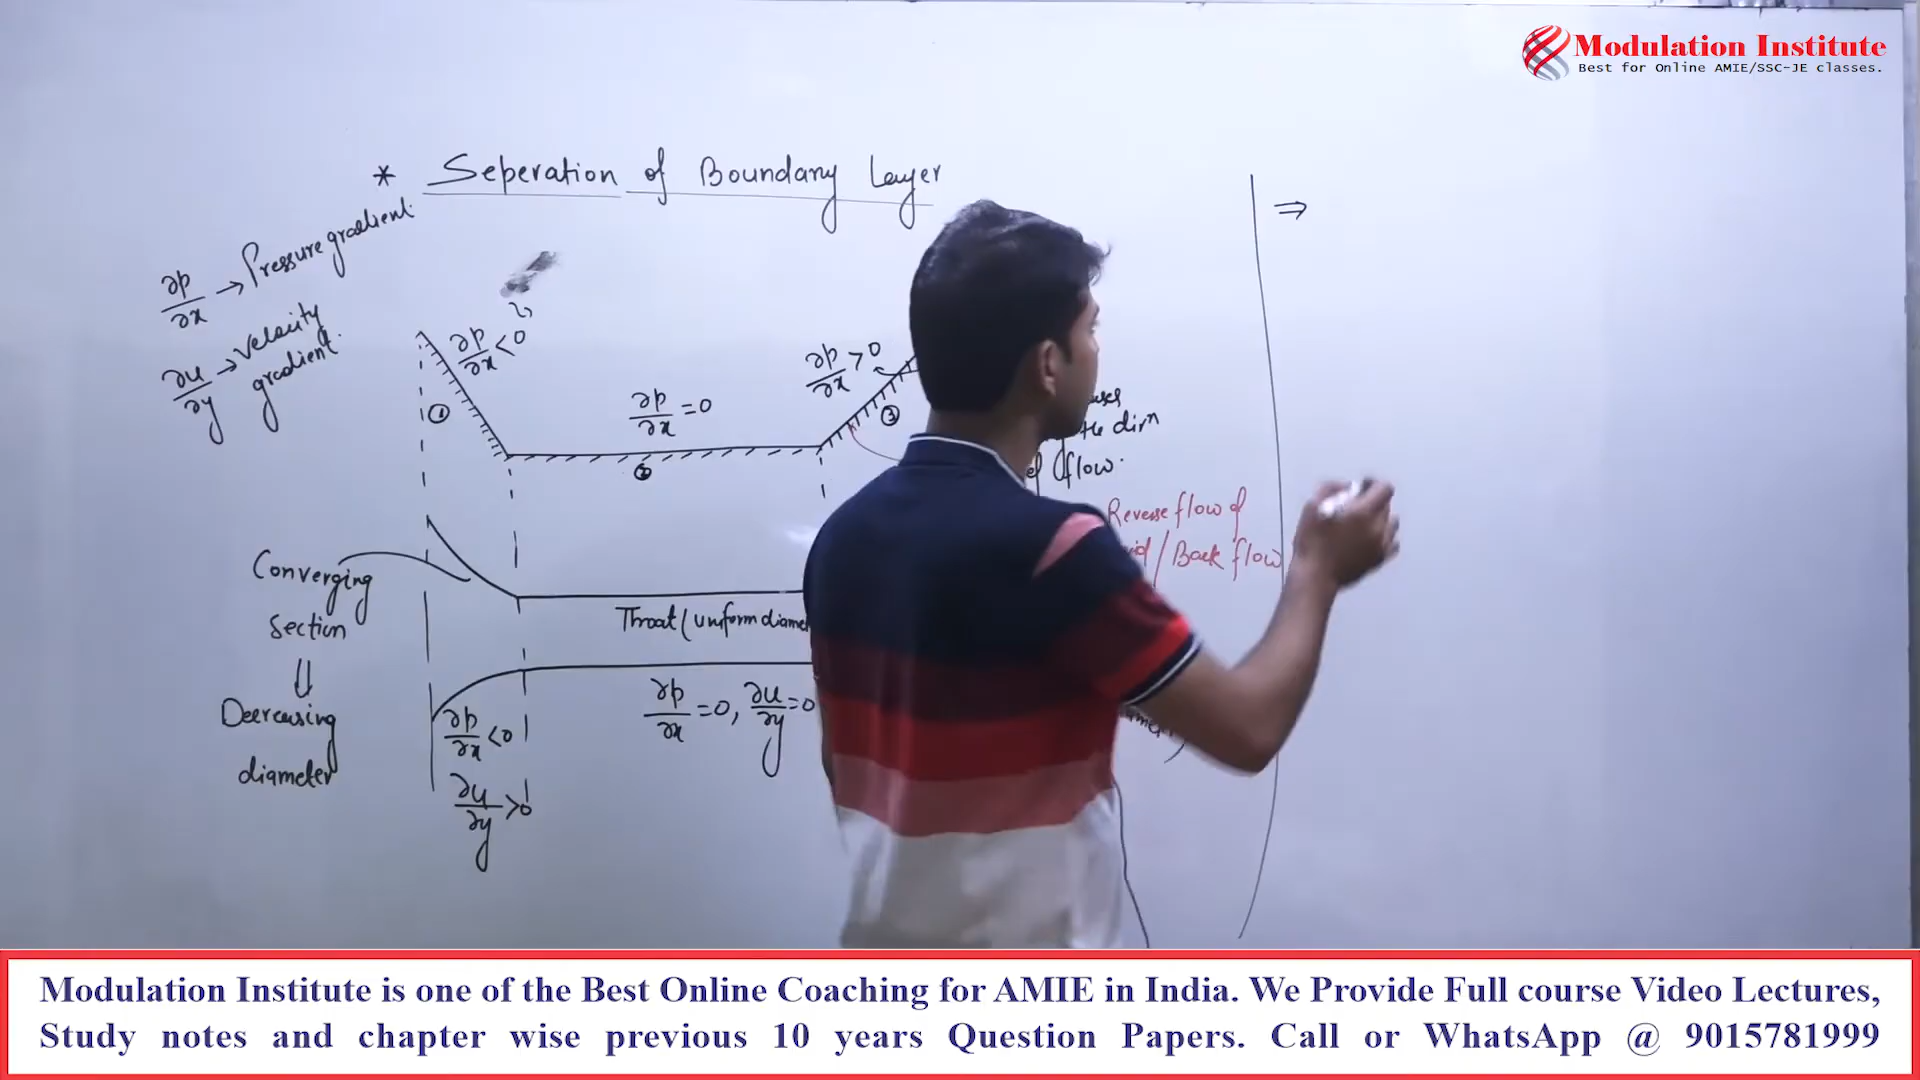 Modulation Institute
Best for Online AMIE/SSC-JE classes.
* Seperation of Boundary Layer
∂p/∂x → Pressure gradient
∂u/∂y → Velocity
gradient
∂p/∂x < 0
∂p/∂x = 0
∂p/∂x > 0
①
②
③
⇒
the dirn
of flow.
Reverse flow of
/ Back flow
Converging
Section
⇓
Decreasing
diameter
Throat (uniform
∂p/∂x < 0
∂u/∂y > 0
∂p/∂x = 0, ∂u/∂y = 0
Modulation Institute is one of the Best Online Coaching for AMIE in India. We Provide Full course Video Lectures,
Study notes and chapter wise previous 10 years Question Papers. Call or WhatsApp @ 9015781999